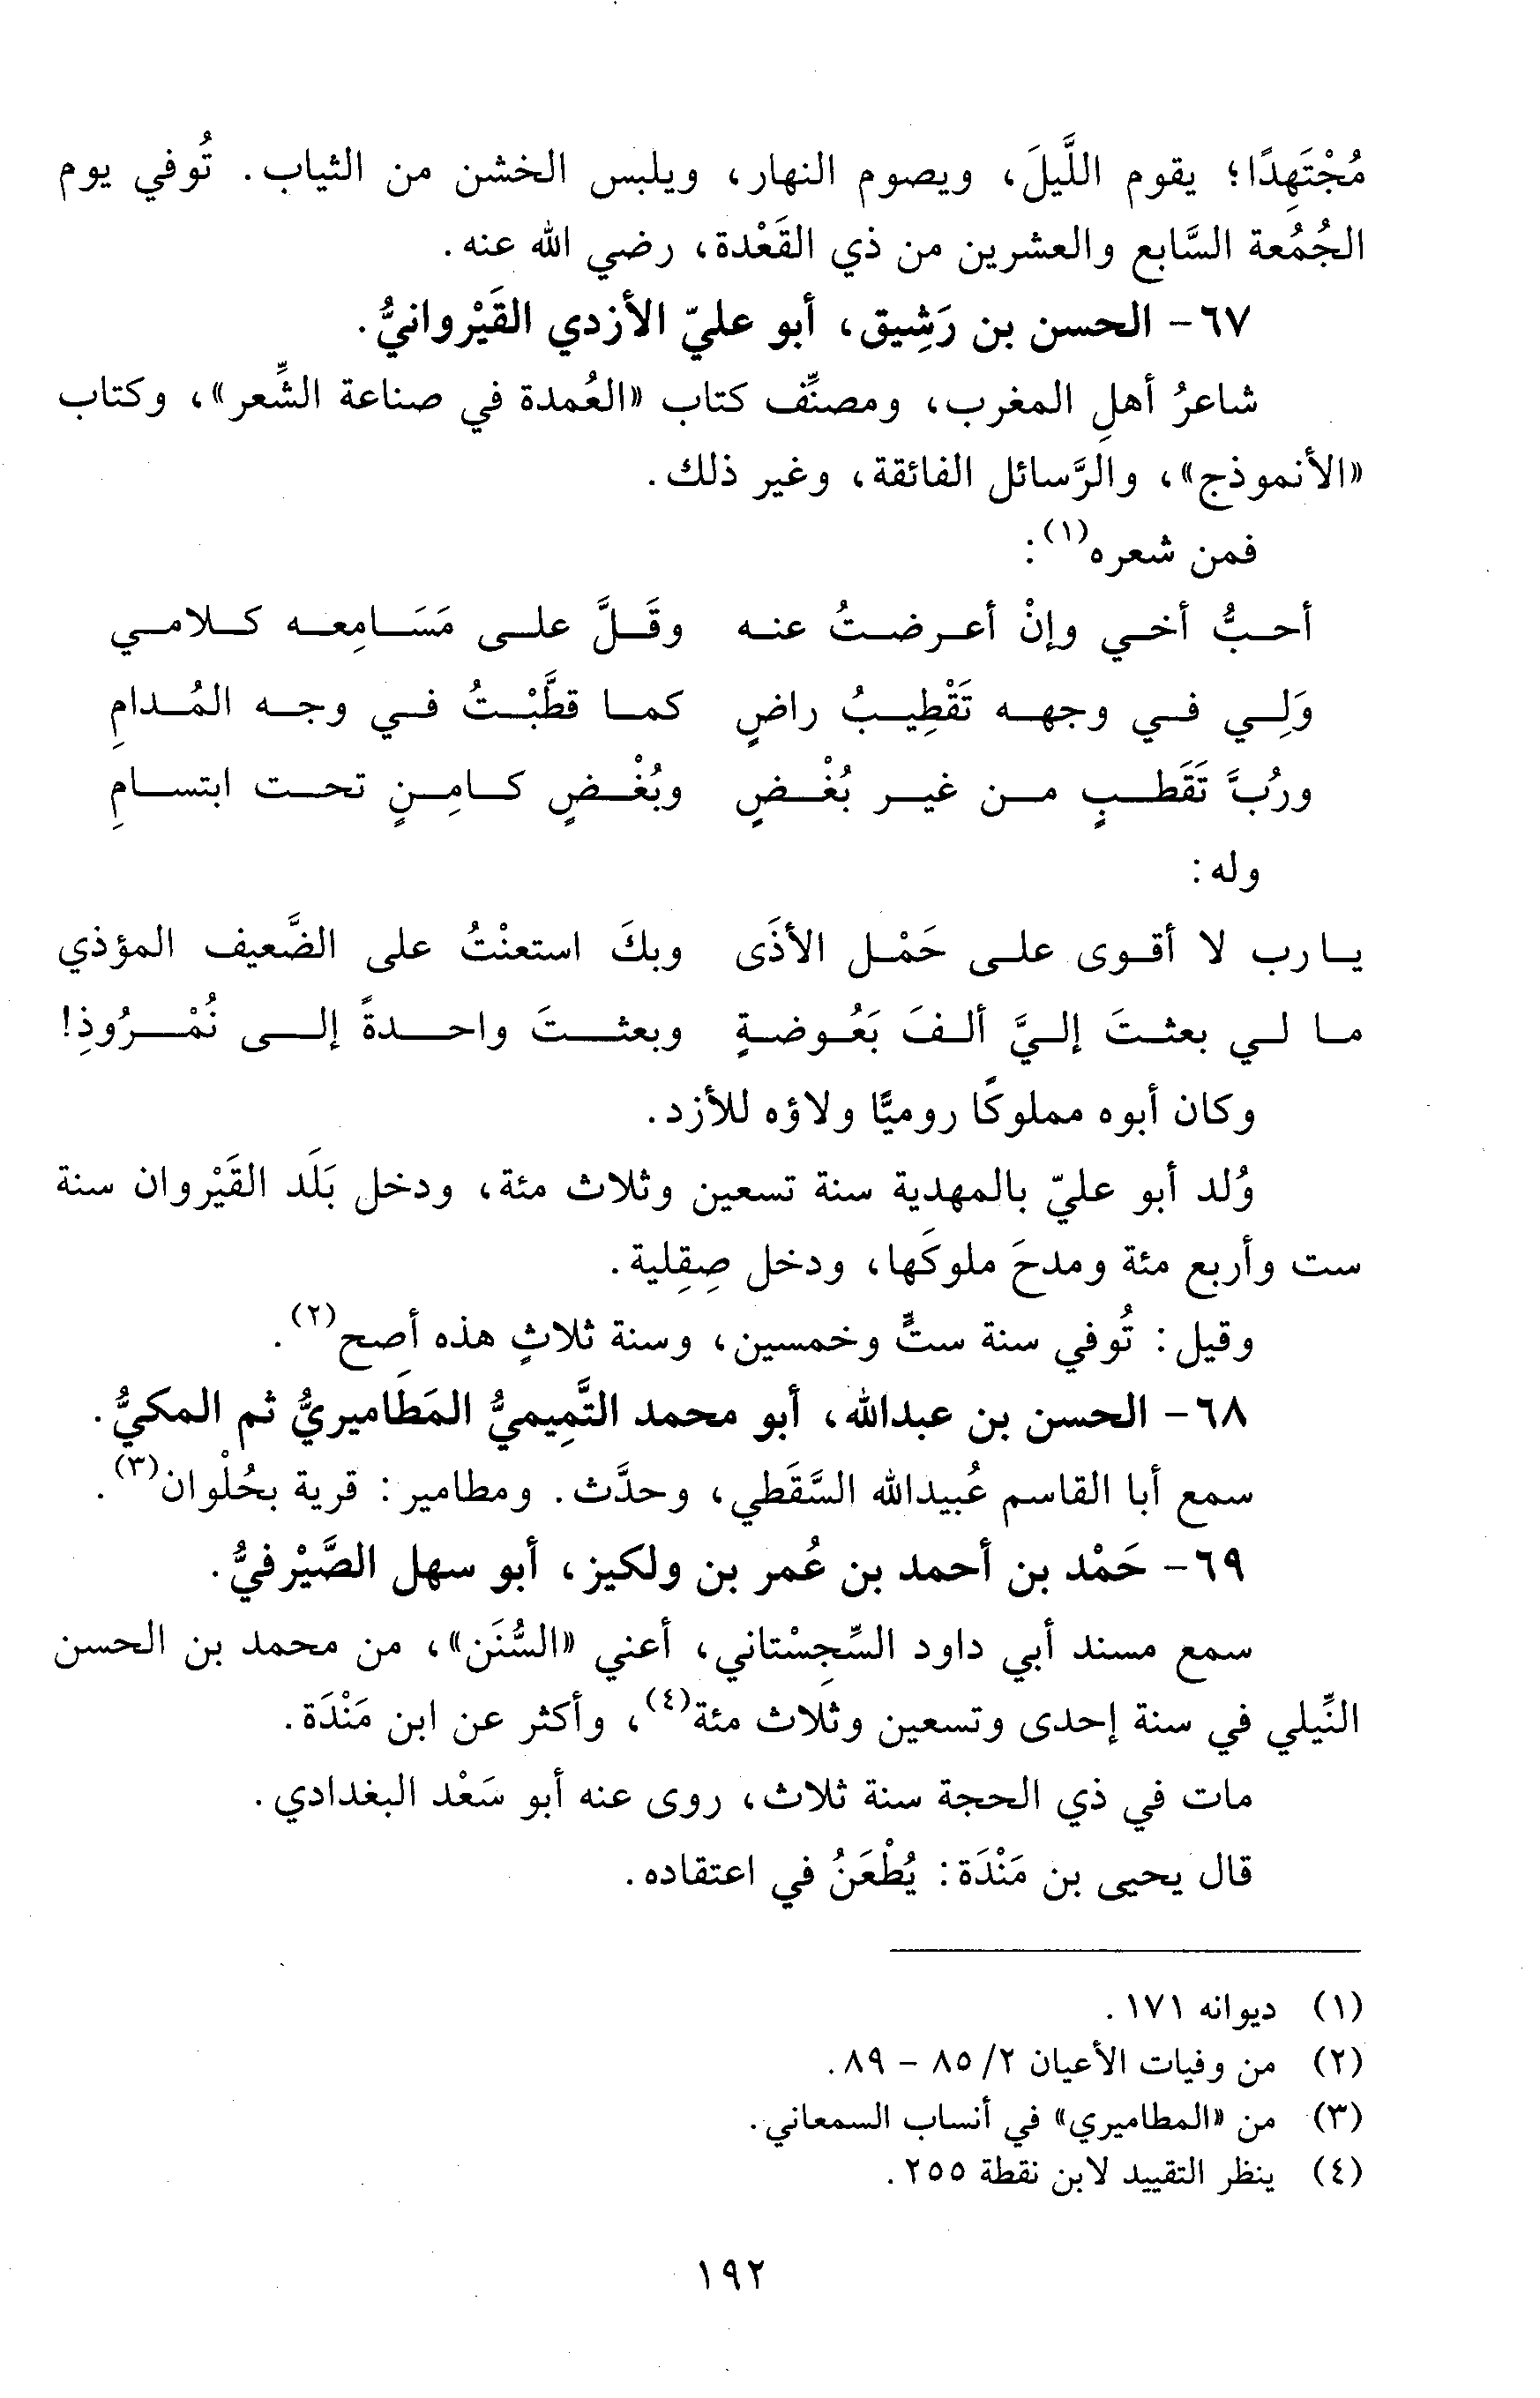 مُجْتَهِدًا؛ يقوم اللَّيلَ، ويصوم النهار، ويلبس الخشن من الثياب. تُوفي يوم
الجُمُعة السَّابع والعشرين من ذي القَعْدة، رضي الله عنه.
٦٧- الحسن بن رَشِيق، أبو عليّ الأزدي القَيْروانيُّ.
شاعرُ أهلِ المغرب، ومصنِّف كتاب «العُمدة في صناعة الشِّعر»، وكتاب
«الأنموذج»، والرَّسائل الفائقة، وغير ذلك.
فمن شعره(١):
أحبُّ أخي وإنْ أعرضتُ عنه وقَلَّ على مَسَامِعه كلامي
وَلِي في وجهه تَقْطِيبُ راضٍ كما قطَّبْتُ في وجه المُدامِ
ورُبَّ تَقَطبٍ من غير بُغْضٍ وبُغْضٍ كامِنٍ تحت ابتسامِ
وله:
يارب لا أقوى على حَمْل الأذَى وبكَ استعنْتُ على الضَّعيف المؤذي
ما لي بعثتَ إليَّ ألفَ بَعُوضةٍ وبعثتَ واحدةً إلى نُمْرُوذِ!
وكان أبوه مملوكًا روميًّا ولاؤه للأزد.
وُلد أبو عليّ بالمهدية سنة تسعين وثلاث مئة، ودخل بَلَد القَيْروان سنة
ست وأربع مئة ومدحَ ملوكَها، ودخل صِقِلية.
وقيل: تُوفي سنة ستٍّ وخمسين، وسنة ثلاثٍ هذه أصح(٢).
٦٨- الحسن بن عبدالله، أبو محمد التَّمِيميُّ المَطَاميريُّ ثم المكيُّ.
سمع أبا القاسم عُبيدالله السَّقَطي، وحدَّث. ومطامير: قرية بحُلْوان(٣).
٦٩- حَمْد بن أحمد بن عُمر بن ولكيز، أبو سهل الصَّيْرفيُّ.
سمع مسند أبي داود السِّجِسْتاني، أعني «السُّنَن»، من محمد بن الحسن
النِّيلي في سنة إحدى وتسعين وثلاث مئة(٤)، وأكثر عن ابن مَنْدَة.
مات في ذي الحجة سنة ثلاث، روى عنه أبو سَعْد البغدادي.
قال يحيى بن مَنْدَة: يُطْعَنُ في اعتقاده.
(١) ديوانه ١٧١.
(٢) من وفيات الأعيان ٢/ ٨٥ – ٨٩.
(٣) من «المطاميري» في أنساب السمعاني.
(٤) ينظر التقييد لابن نقطة ٢٥٥.
١٩٢